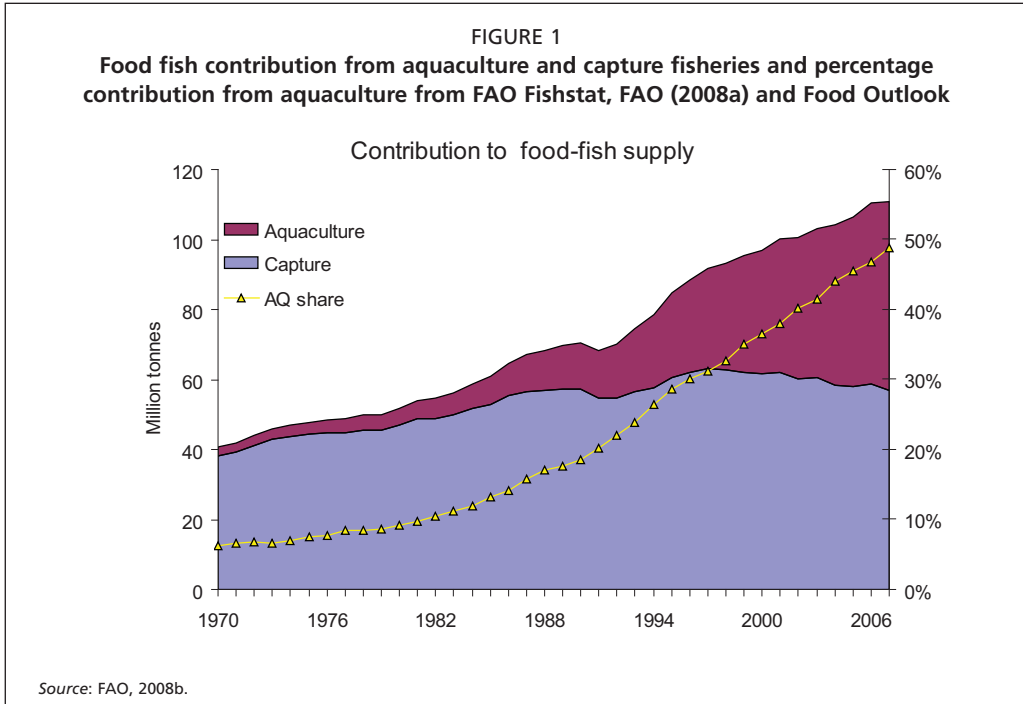 FIGURE 1
Food fish contribution from aquaculture and capture fisheries and percentage
contribution from aquaculture from FAO Fishstat, FAO (2008a) and Food Outlook
Contribution to food-fish supply
120
100
80
60
40
20
0
Million tonnes
Aquaculture
Capture
AQ share
60%
50%
40%
30%
20%
10%
0%
1970
1976
1982
1988
1994
2000
2006
Source: FAO, 2008b.